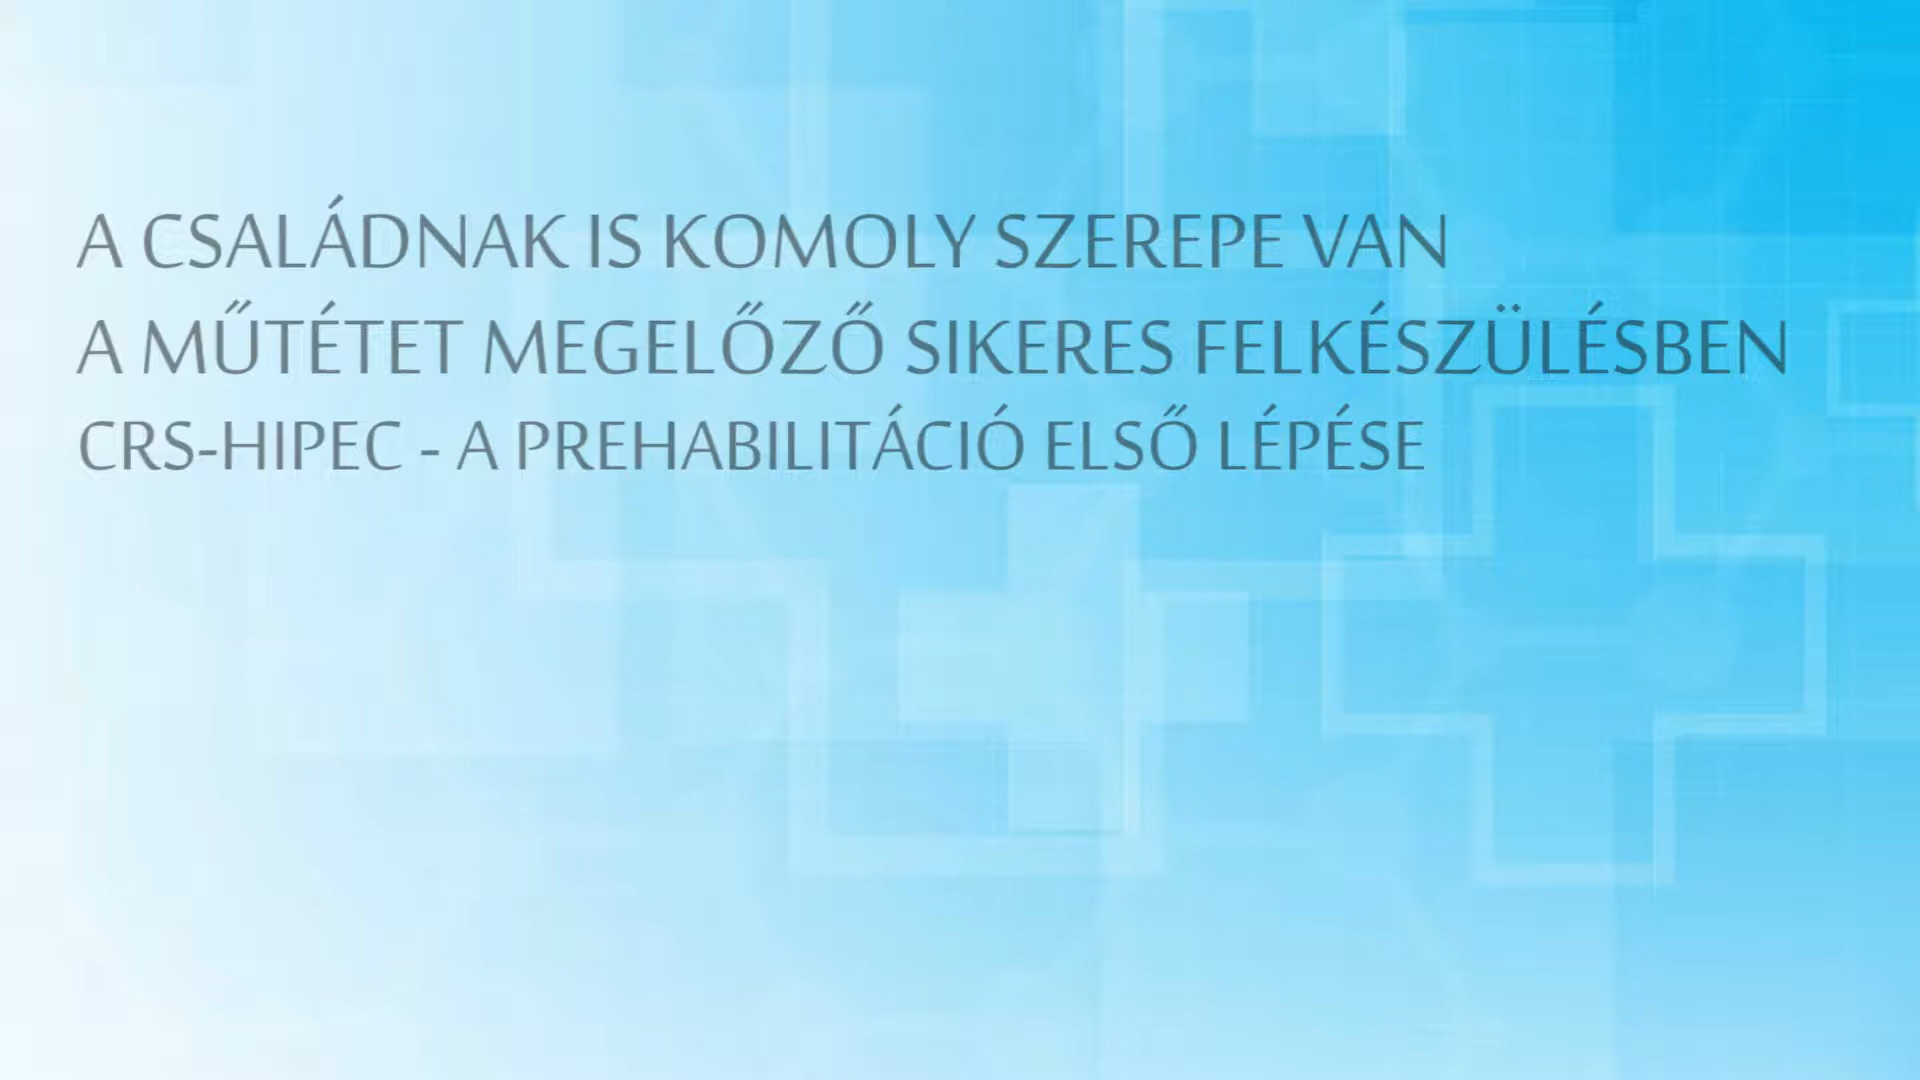 A CSALÁDNAK IS KOMOLY SZEREPE VAN
A MŰTÉTET MEGELŐZŐ SIKERES FELKÉSZÜLÉSBEN
CRS-HIPEC - A PREHABILITÁCIÓ ELSŐ LÉPÉSE